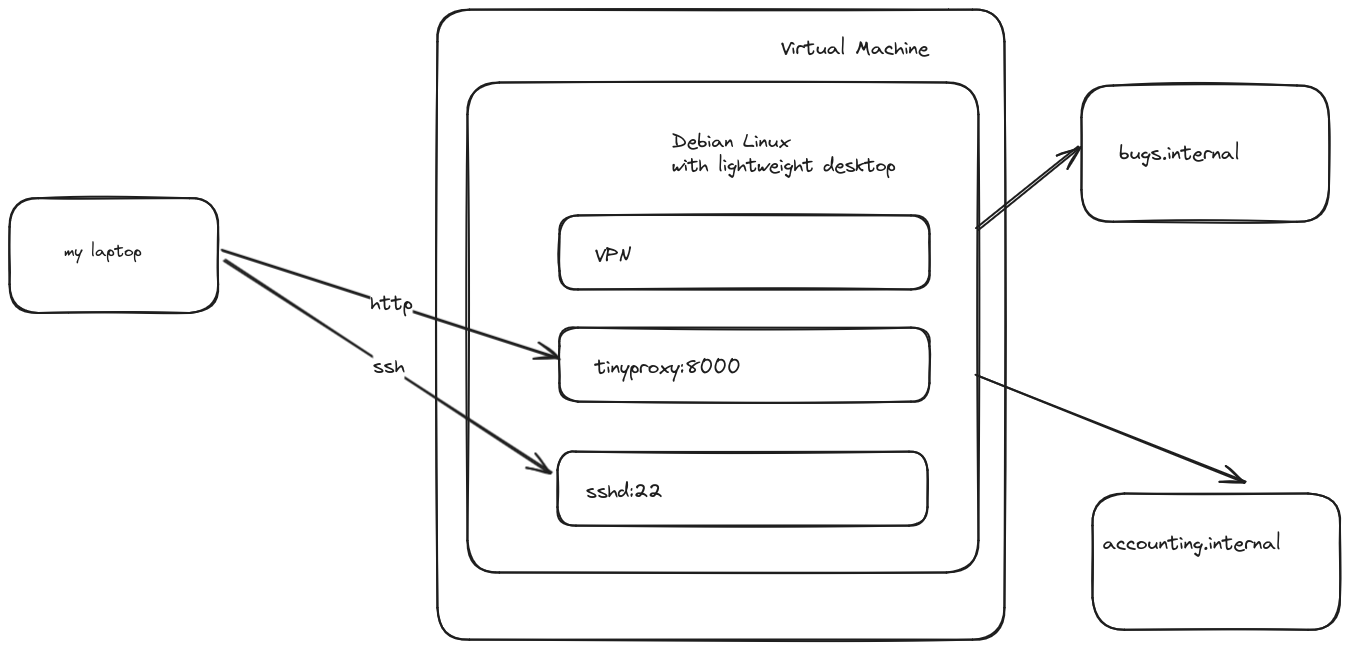 Virtual Machine
Debian Linux
with lightweight desktop
bugs.internal
my laptop
VPN
http
tinyproxy:8000
ssh
sshd:22
accounting.internal